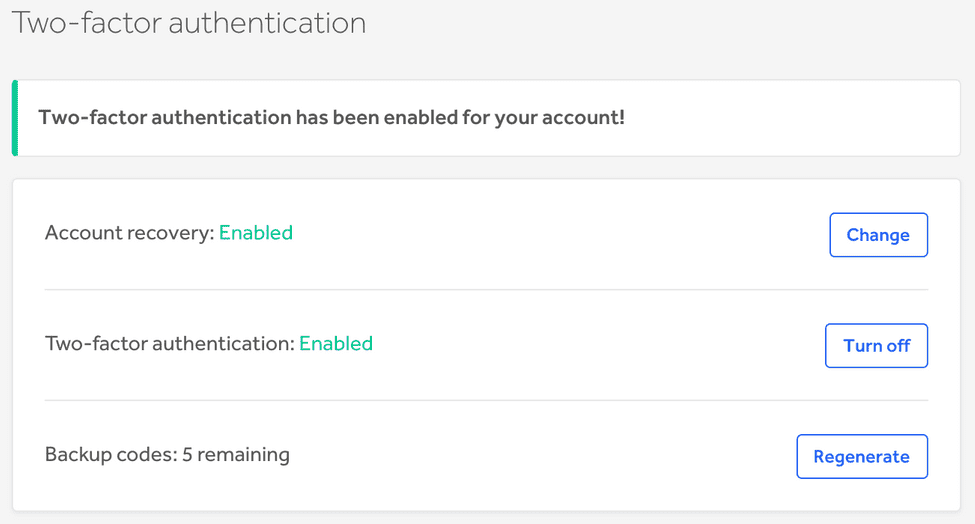 Two-factor authentication
Two-factor authentication has been enabled for your account!
Account recovery: Enabled
Change
Two-factor authentication: Enabled
Turn off
Backup codes: 5 remaining
Regenerate